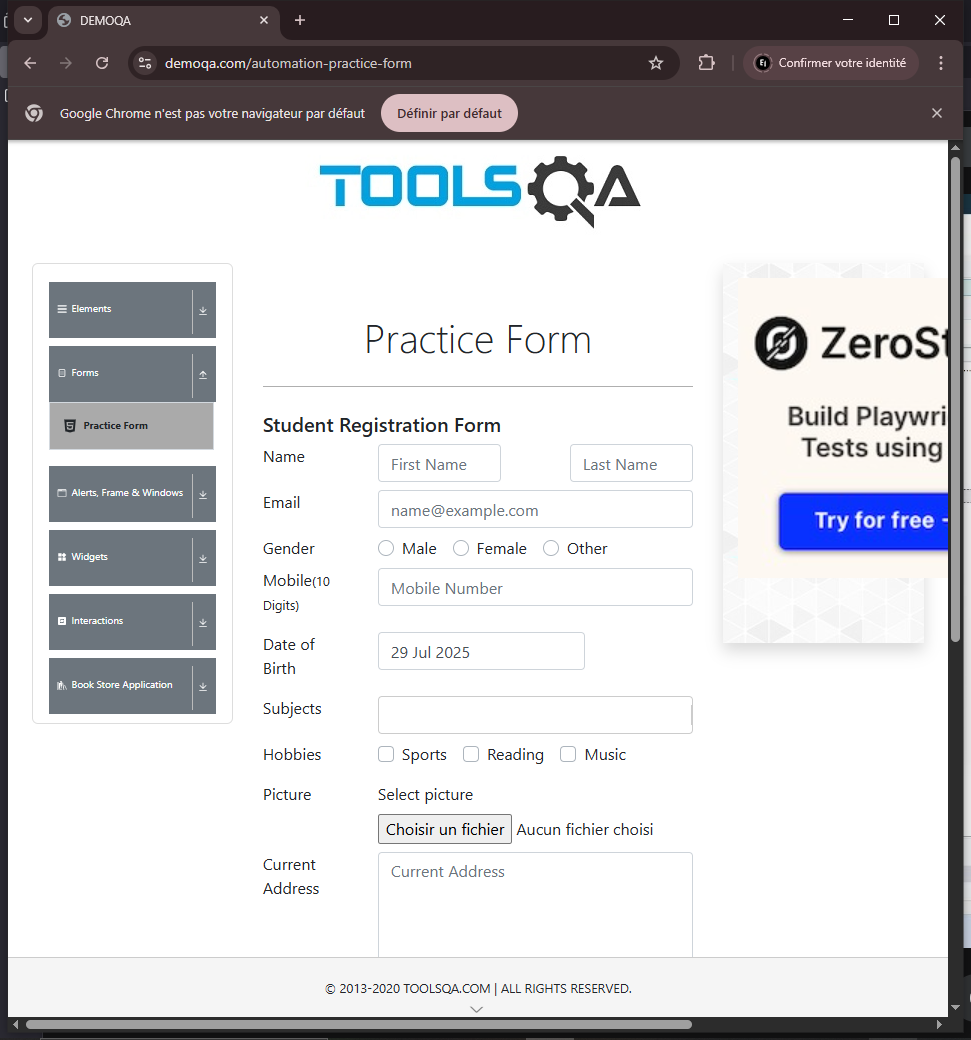 DEMOQA
demoqa.com/automation-practice-form
Ei
Confirmer votre identité
Google Chrome n'est pas votre navigateur par défaut
Définir par défaut
TOOLSQA
Elements
Forms
Practice Form
Alerts, Frame & Windows
Widgets
Interactions
Book Store Application
Practice Form
Student Registration Form
Name
First Name
Last Name
Email
name@example.com
Gender
Male
Female
Other
Mobile(10
Digits)
Mobile Number
Date of
Birth
29 Jul 2025
Subjects
Hobbies
Sports
Reading
Music
Picture
Select picture
Choisir un fichier
Aucun fichier choisi
Current
Address
Current Address
ZeroSt
Build Playwri
Tests using
Try for free
© 2013-2020 TOOLSQA.COM | ALL RIGHTS RESERVED.